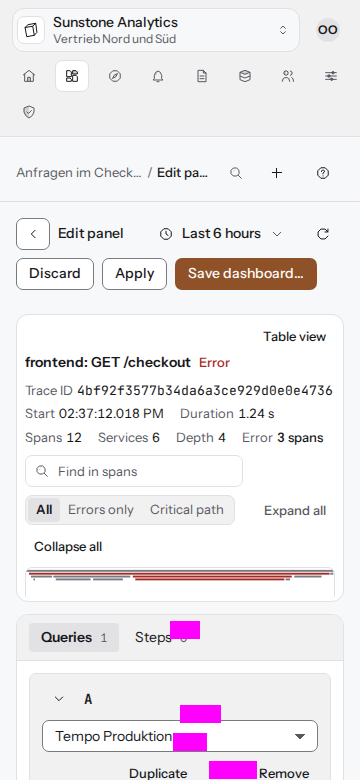 Sunstone Analytics
Vertrieb Nord und Süd
OO
Anfragen im Check… / Edit pa…
Edit panel
Last 6 hours
Discard
Apply
Save dashboard…
Table view
frontend: GET /checkout Error
Trace ID 4bf92f3577b34da6a3ce929d0e0e4736
Start 02:37:12.018 PM Duration 1.24 s
Spans 12 Services 6 Depth 4 Error 3 spans
Find in spans
All Errors only Critical path
Expand all
Collapse all
Queries 1 Steps
A
Tempo Produktion
Duplicate Remove